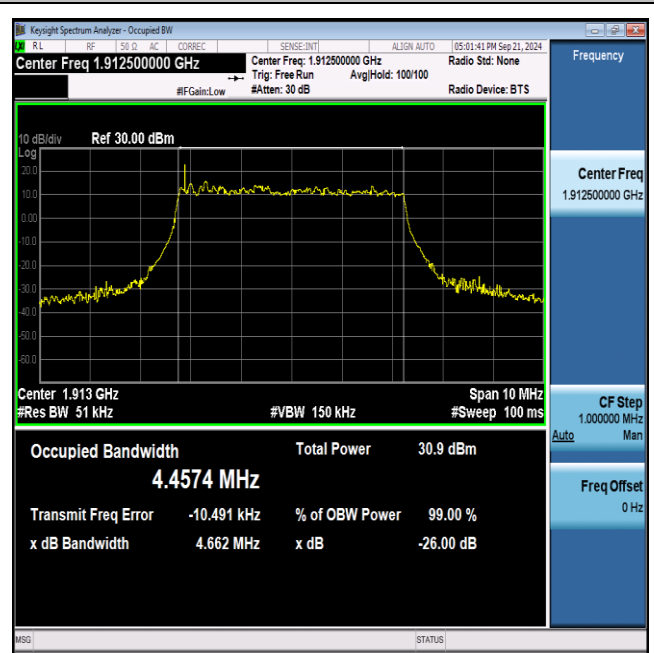 Keysight Spectrum Analyzer - Occupied BW
LXI RL RF 50 Ω AC CORREC SENSE:INT ALIGN AUTO 05:01:41 PM Sep 21, 2024
Center Freq 1.912500000 GHz
Center Freq: 1.912500000 GHz
Radio Std: None
Trig: Free Run Avg|Hold: 100/100
#IFGain:Low #Atten: 30 dB Radio Device: BTS
10 dB/div Ref 30.00 dBm
Log
20.0
10.0
0.00
-10.0
-20.0
-30.0
-40.0
-50.0
-60.0
Center 1.913 GHz Span 10 MHz
#Res BW 51 kHz #VBW 150 kHz #Sweep 100 ms
Occupied Bandwidth Total Power 30.9 dBm
4.4574 MHz
Transmit Freq Error -10.491 kHz % of OBW Power 99.00 %
x dB Bandwidth 4.662 MHz x dB -26.00 dB
MSG STATUS
Frequency
Center Freq
1.912500000 GHz
CF Step
1.000000 MHz
Auto Man
Freq Offset
0 Hz